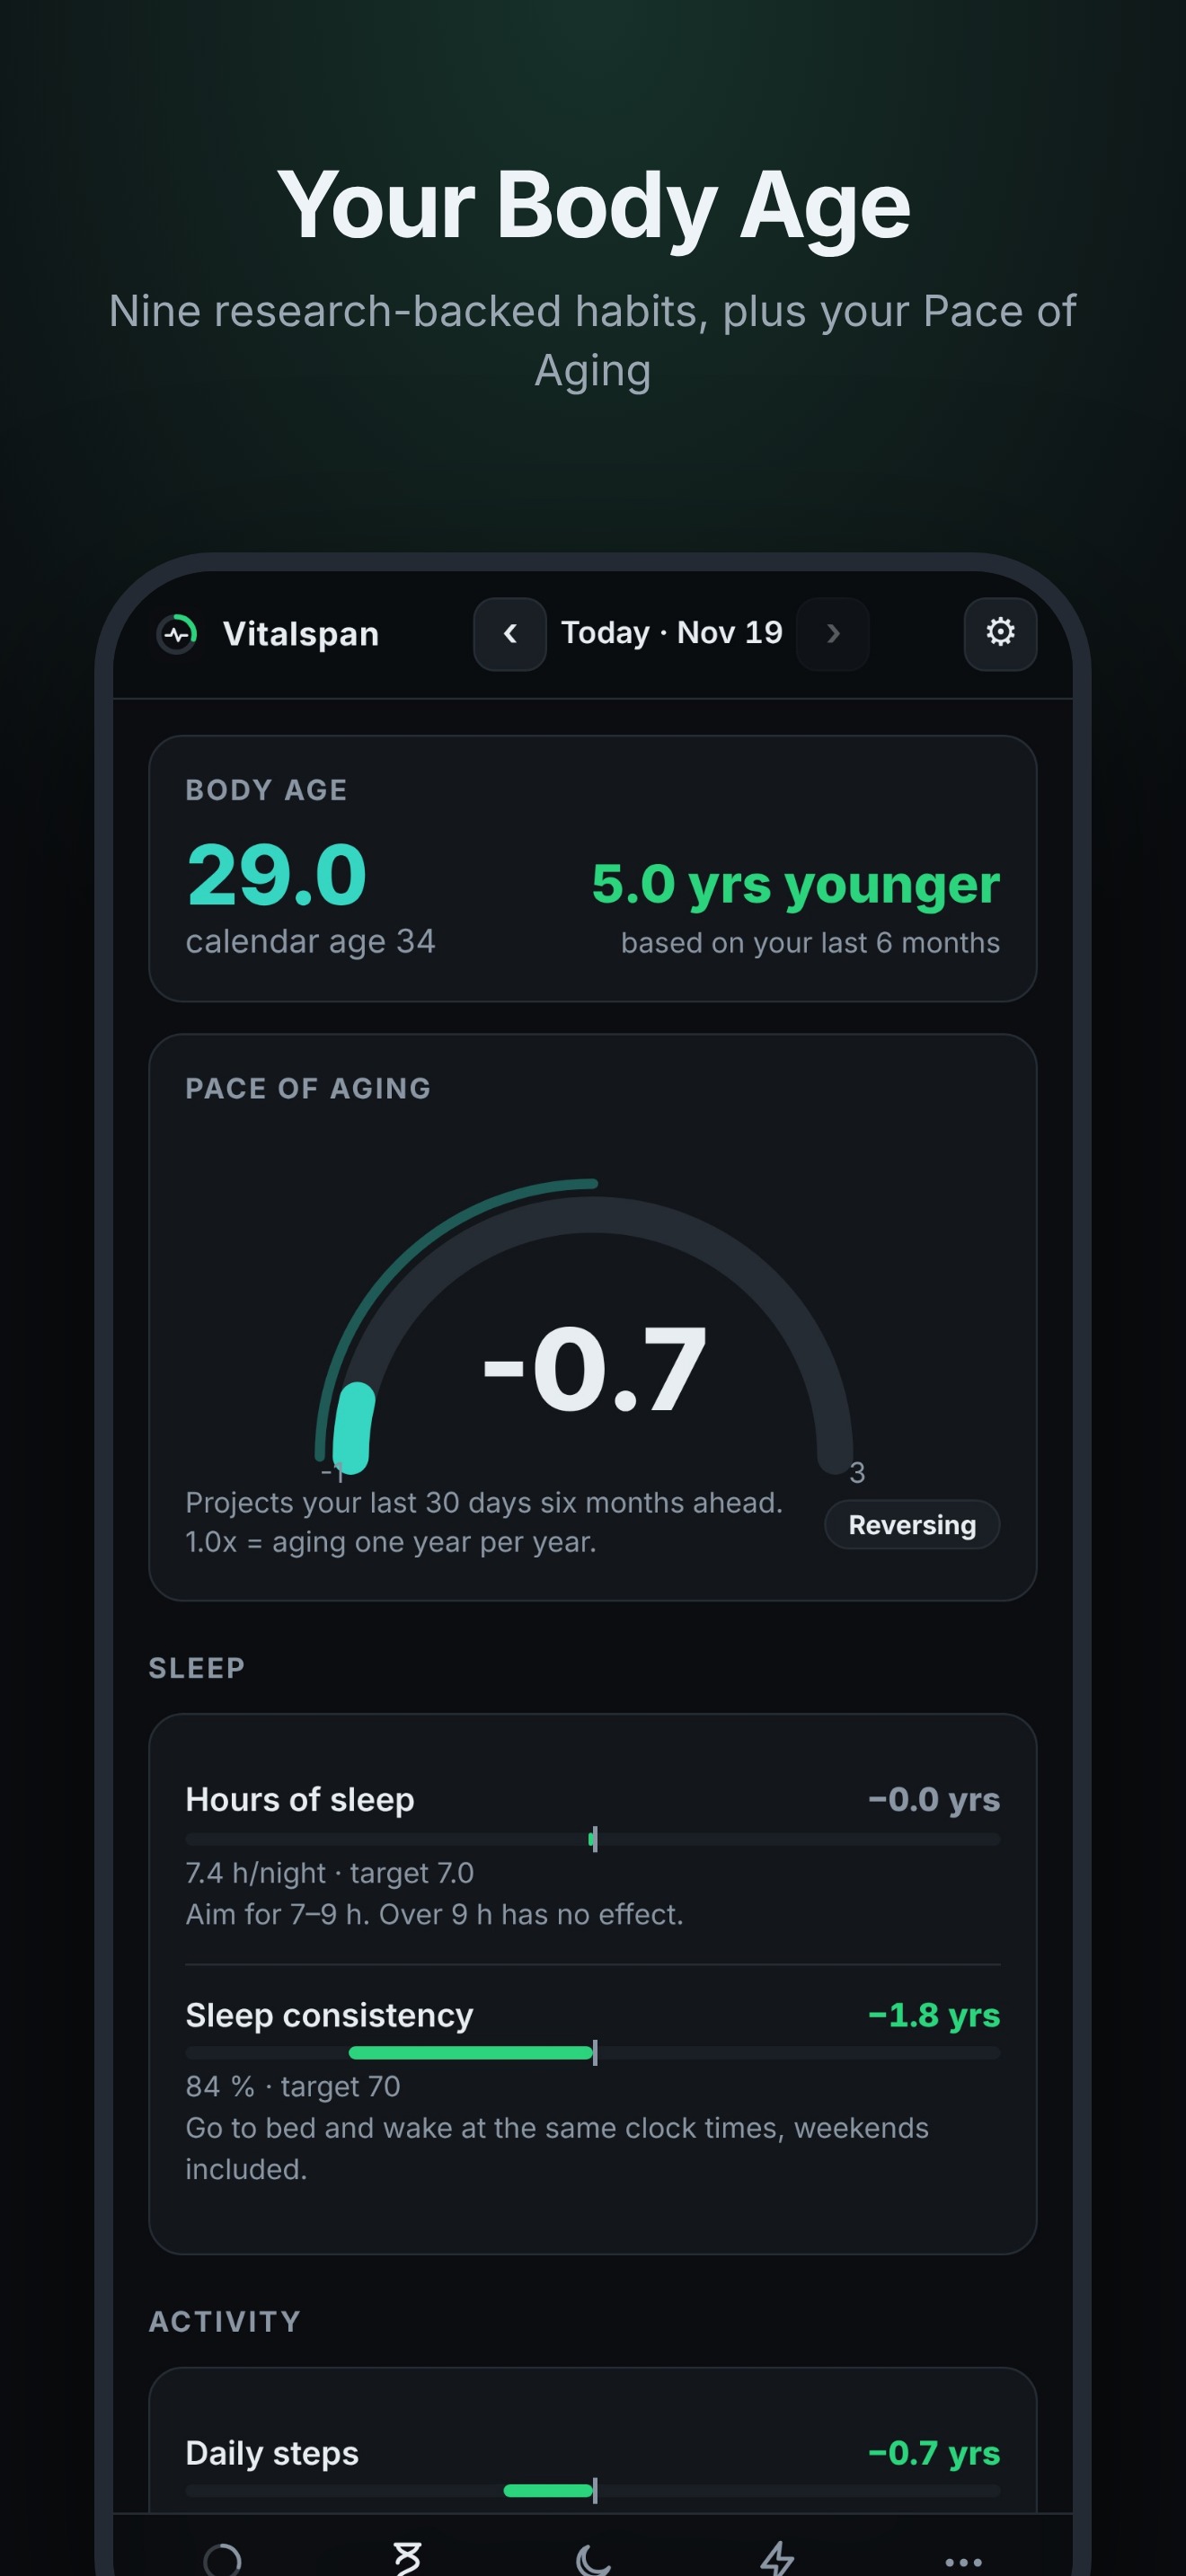 Your Body Age
Nine research-backed habits, plus your Pace of
Aging
Vitalspan
‹
Today · Nov 19
›
BODY AGE
29.0
5.0 yrs younger
calendar age 34
based on your last 6 months
PACE OF AGING
-0.7
-1
3
Projects your last 30 days six months ahead.
1.0x = aging one year per year.
Reversing
SLEEP
Hours of sleep
−0.0 yrs
7.4 h/night · target 7.0
Aim for 7–9 h. Over 9 h has no effect.
Sleep consistency
−1.8 yrs
84 % · target 70
Go to bed and wake at the same clock times, weekends
included.
ACTIVITY
Daily steps
−0.7 yrs